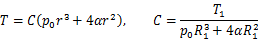 T = C(p₀r³ + 4αr²),  C = T₁ / (p₀R₁³ + 4αR₁²)